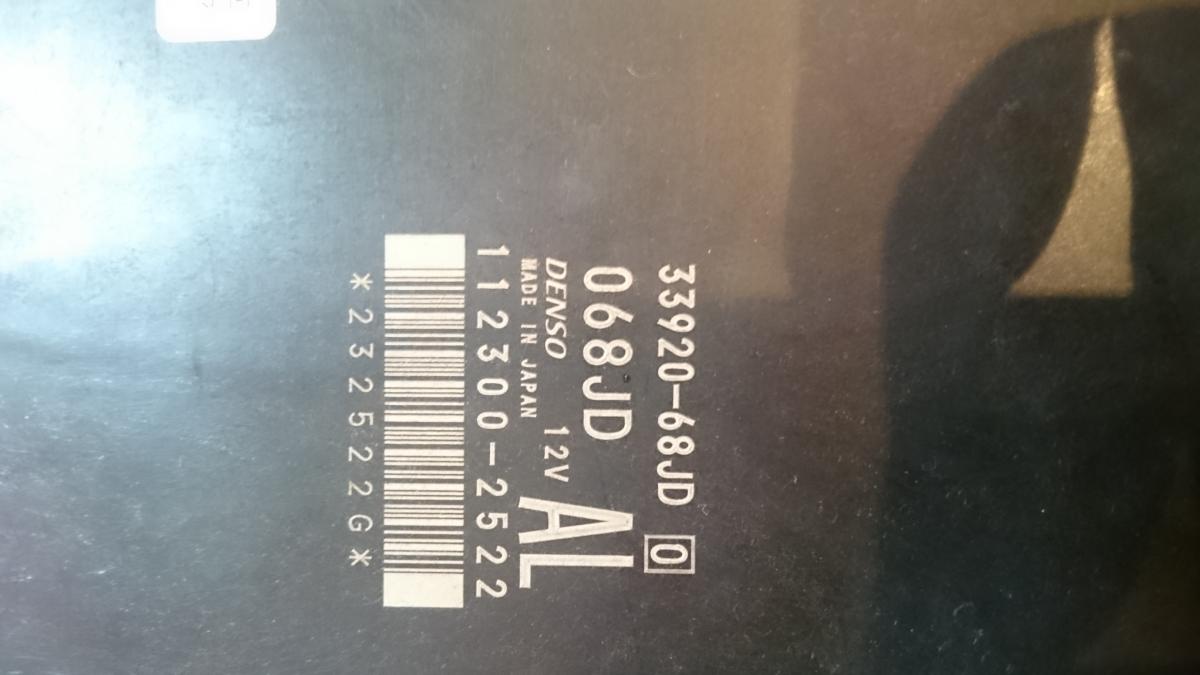 33920-68JD 0
068JD
AL
DENSO 12V
MADE IN JAPAN
112300-2522
*232522G*